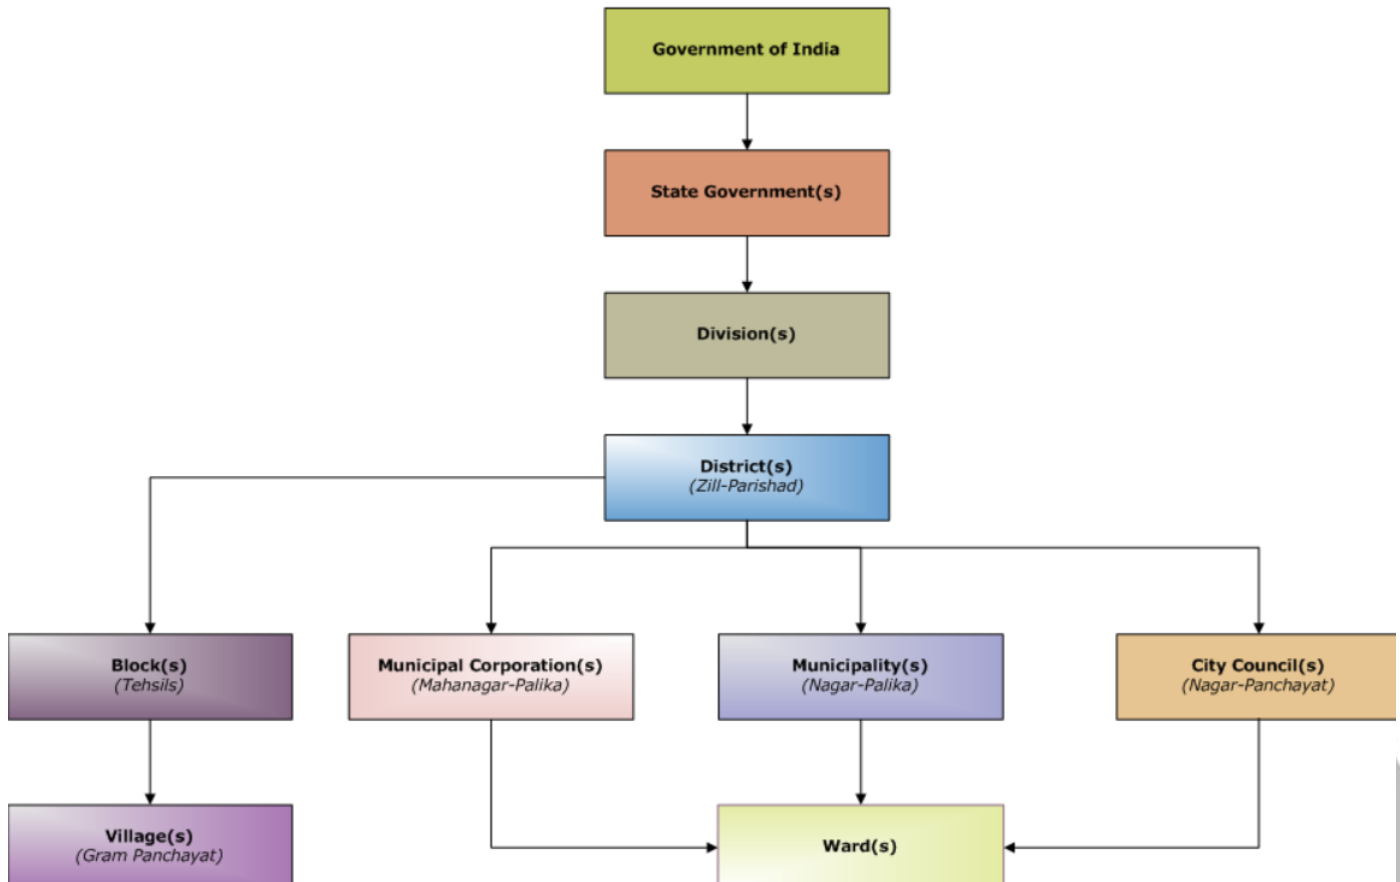 Government of India
State Government(s)
Division(s)
District(s)
(Zill-Parishad)
Block(s)
(Tehsils)
Municipal Corporation(s)
(Mahanagar-Palika)
Municipality(s)
(Nagar-Palika)
City Council(s)
(Nagar-Panchayat)
Village(s)
(Gram Panchayat)
Ward(s)